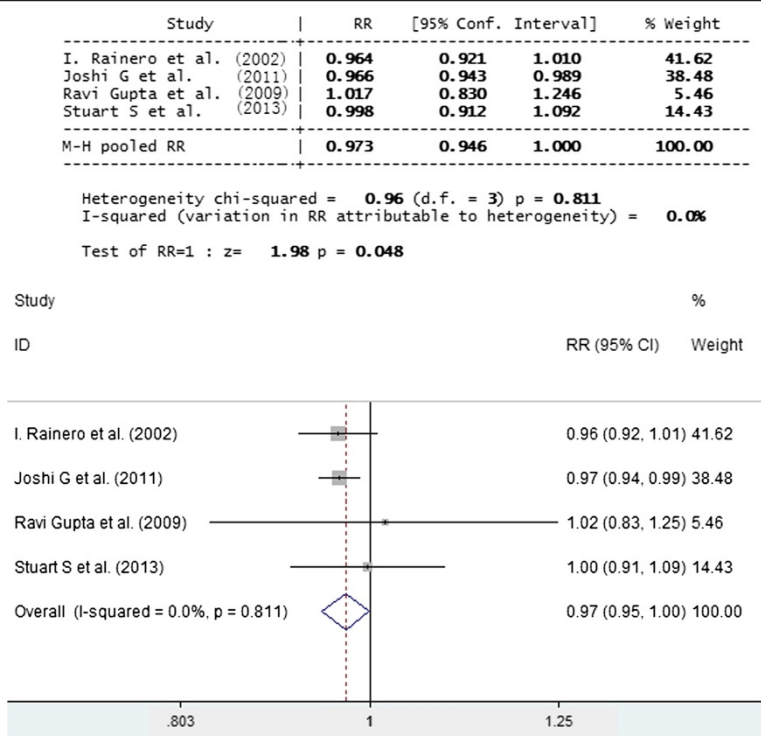 Study | RR [95% Conf. Interval] % Weight
I. Rainero et al. (2002) | 0.964 0.921 1.010 41.62
Joshi G et al. (2011) | 0.966 0.943 0.989 38.48
Ravi Gupta et al. (2009) | 1.017 0.830 1.246 5.46
Stuart S et al. (2013) | 0.998 0.912 1.092 14.43
M-H pooled RR | 0.973 0.946 1.000 100.00
Heterogeneity chi-squared = 0.96 (d.f. = 3) p = 0.811
I-squared (variation in RR attributable to heterogeneity) = 0.0%
Test of RR=1 : z= 1.98 p = 0.048
Study %
ID RR (95% CI) Weight
I. Rainero et al. (2002) 0.96 (0.92, 1.01) 41.62
Joshi G et al. (2011) 0.97 (0.94, 0.99) 38.48
Ravi Gupta et al. (2009) 1.02 (0.83, 1.25) 5.46
Stuart S et al. (2013) 1.00 (0.91, 1.09) 14.43
Overall (I-squared = 0.0%, p = 0.811) 0.97 (0.95, 1.00) 100.00
.803 1 1.25